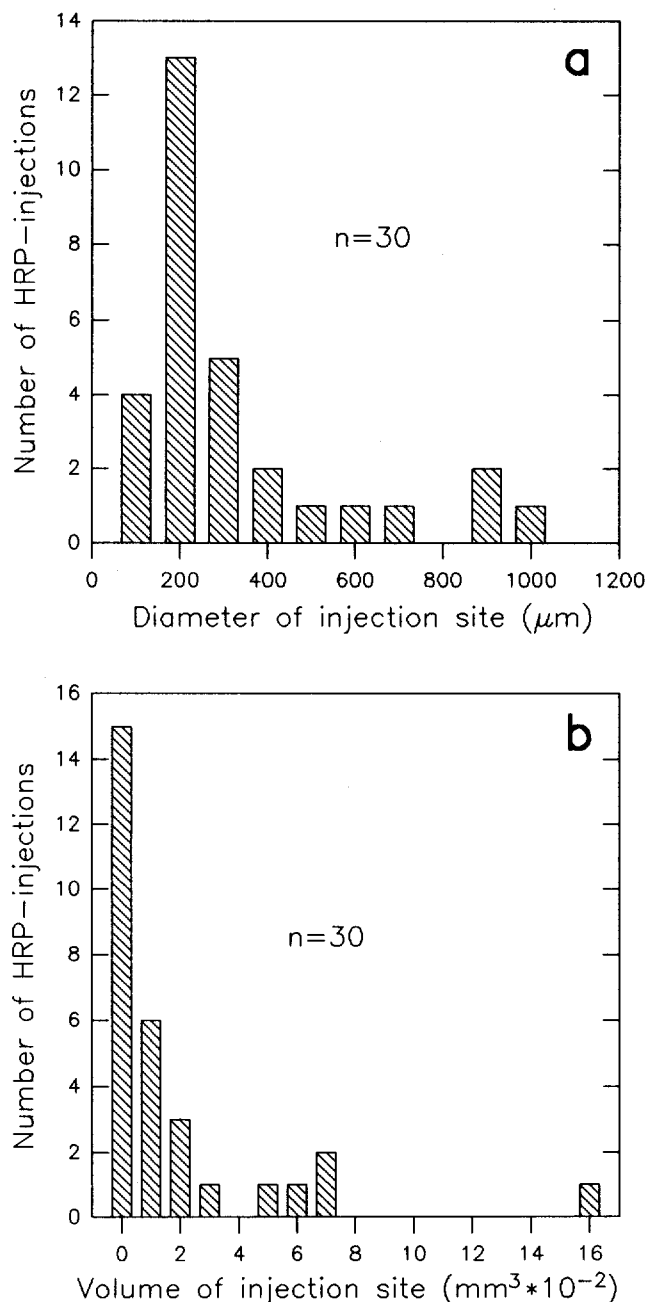 a
14
12
10
8
6
4
2
0
Number of HRP-injections
n=30
0 200 400 600 800 1000 1200
Diameter of injection site (μm)
b
16
14
12
10
8
6
4
2
0
Number of HRP-injections
n=30
0 2 4 6 8 10 12 14 16
Volume of injection site (mm³*10⁻²)